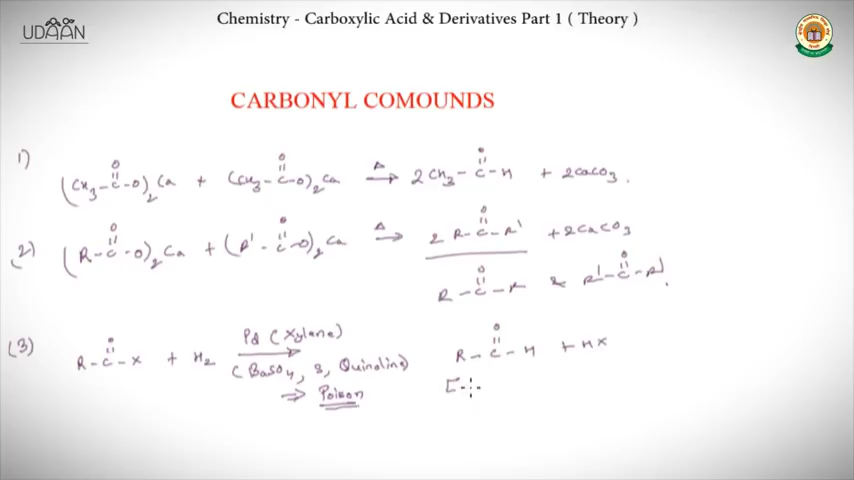 Chemistry - Carboxylic Acid & Derivatives Part 1 ( Theory )
UDAAN
CARBONYL COMOUNDS
1) (CH3-C(=O)-O)2Ca + (CH3-C(=O)-O)2Ca →Δ 2CH3-C(=O)-H + 2CaCO3.
(2) (R-C(=O)-O)2Ca + (R'-C(=O)-O)2Ca →Δ 2R-C(=O)-R' + 2CaCO3
R-C(=O)-R & R'-C(=O)-R'.
(3) R-C(=O)-X + H2 Pd (Xylene) → R-C(=O)-H + HX
(BaSO4, S, Quinoline)
⇒ Poison